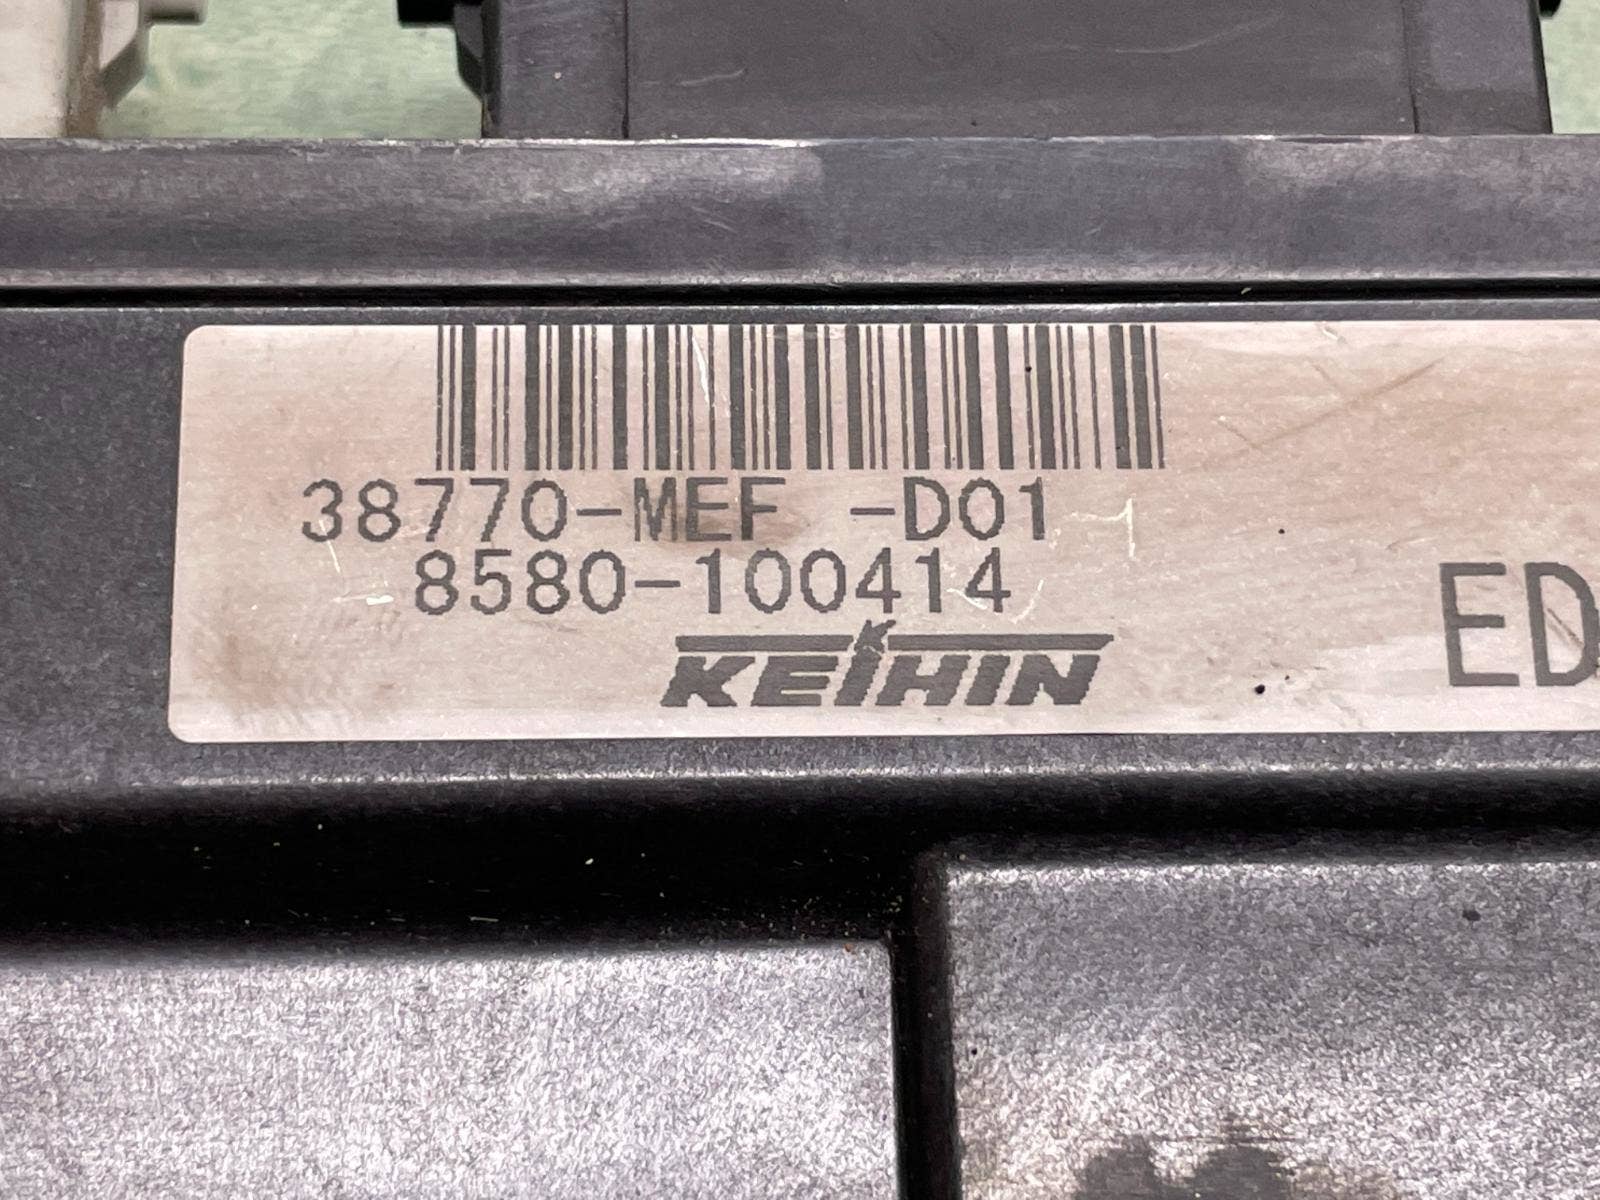 38770-MEF -D01
8580-100414
KEIHIN
ED